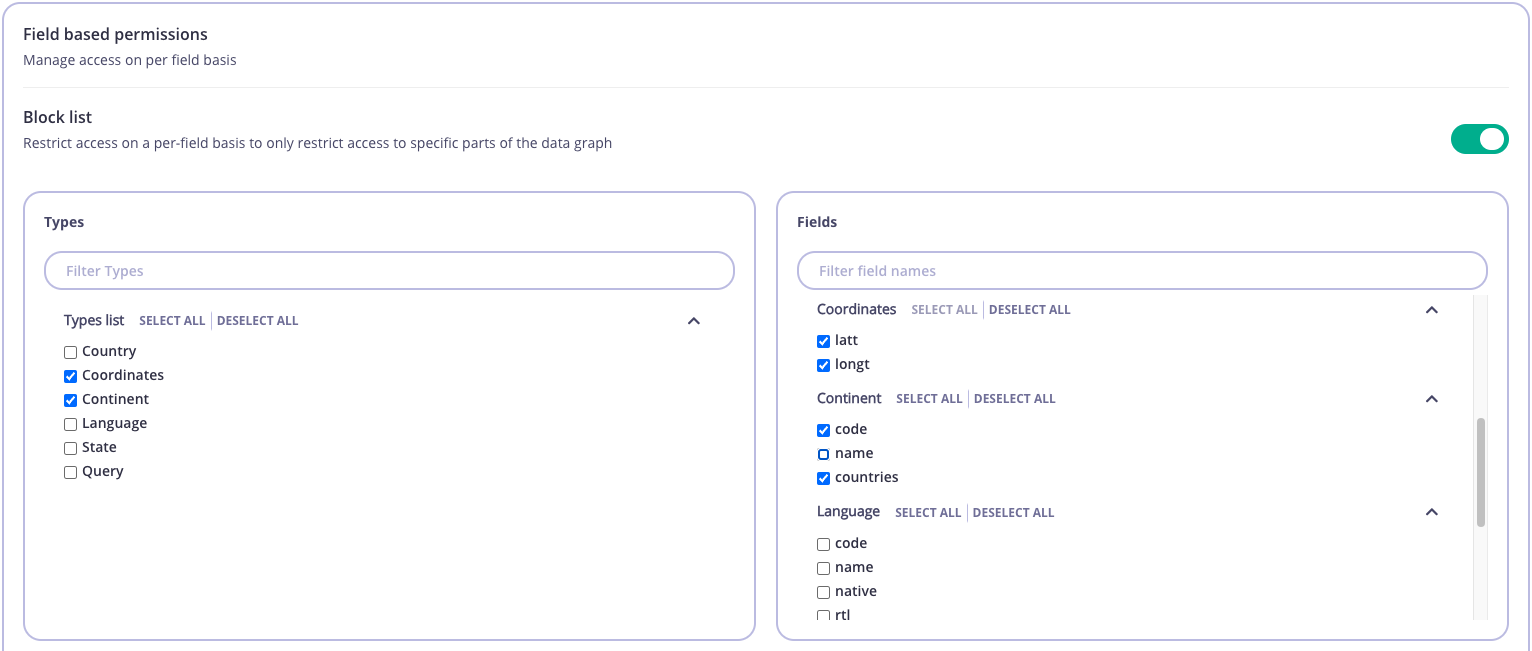 Field based permissions
Manage access on per field basis
Block list
Restrict access on a per-field basis to only restrict access to specific parts of the data graph
Types
Filter Types
Types list SELECT ALL DESELECT ALL
Country
Coordinates
Continent
Language
State
Query
Fields
Filter field names
Coordinates SELECT ALL DESELECT ALL
latt
longt
Continent SELECT ALL DESELECT ALL
code
name
countries
Language SELECT ALL DESELECT ALL
code
name
native
rtl